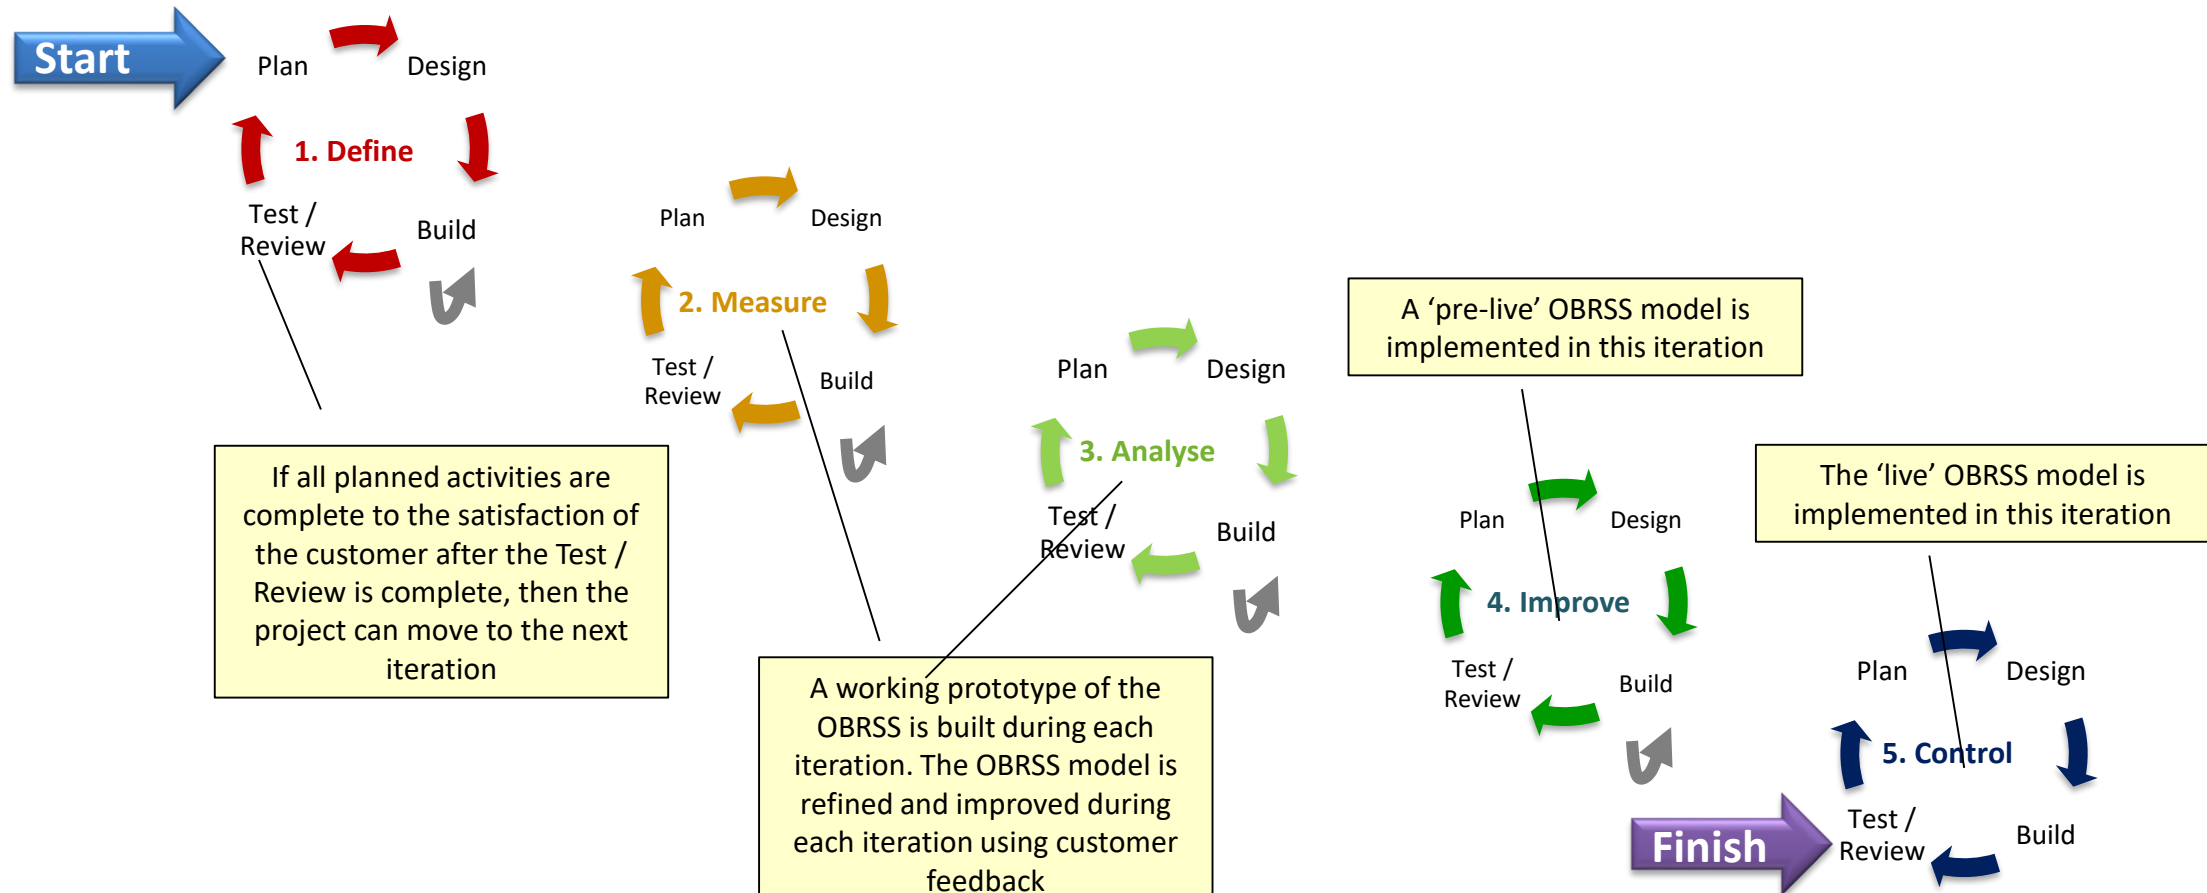 Start
Plan
Design
1. Define
Test /
Review
Build
Plan
Design
2. Measure
Test /
Review
Build
If all planned activities are
complete to the satisfaction of
the customer after the Test /
Review is complete, then the
project can move to the next
iteration
Plan
Design
3. Analyse
Test /
Review
Build
A working prototype of the
OBRSS is built during each
iteration. The OBRSS model is
refined and improved during
each iteration using customer
feedback
A ‘pre-live’ OBRSS model is
implemented in this iteration
Plan
Design
4. Improve
Test /
Review
Build
The ‘live’ OBRSS model is
implemented in this iteration
Plan
Design
5. Control
Test /
Review
Build
Finish